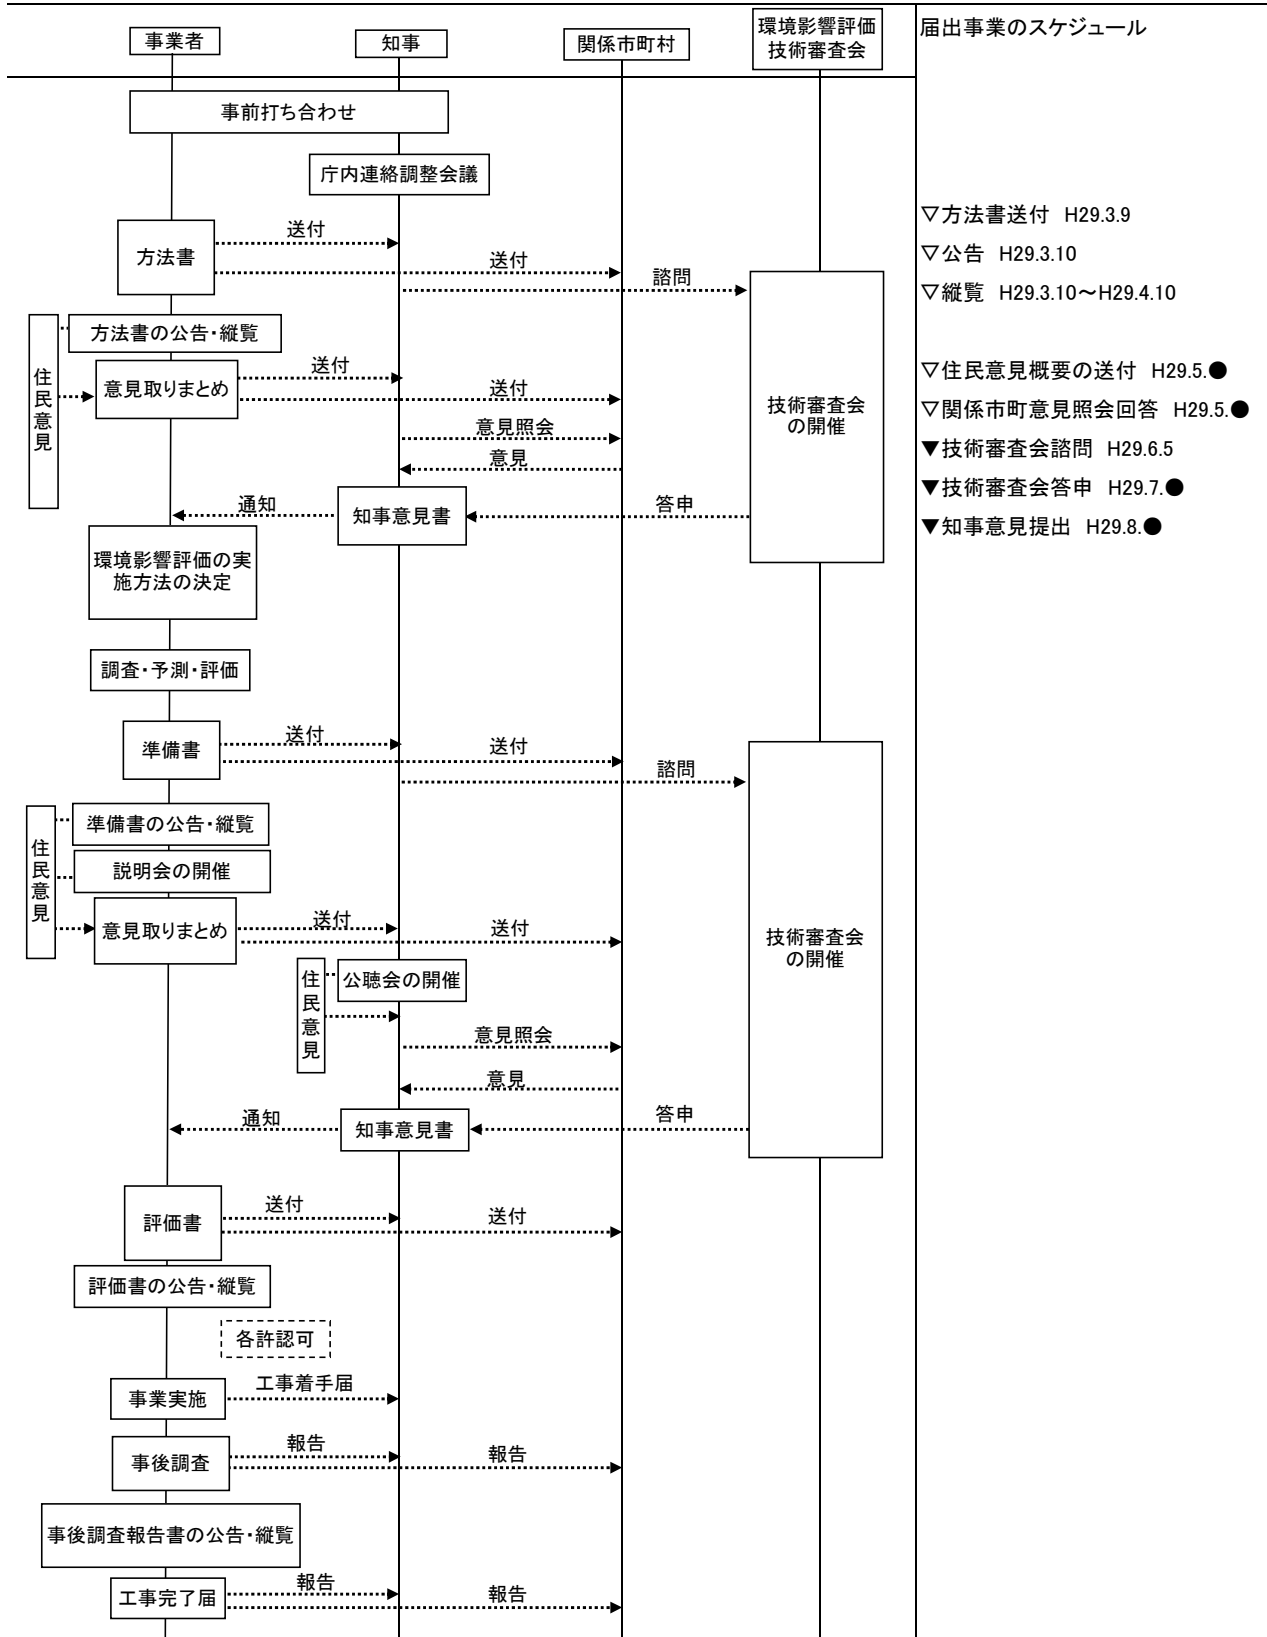 事業者
知事
関係市町村
環境影響評価
技術審査会
届出事業のスケジュール
事前打ち合わせ
庁内連絡調整会議
方法書
送付
送付
諮問
▽方法書送付 H29.3.9
▽公告 H29.3.10
▽縦覧 H29.3.10～H29.4.10
方法書の公告・縦覧
住民意見
意見取りまとめ
送付
送付
意見照会
意見
技術審査会
の開催
▽住民意見概要の送付 H29.5.●
▽関係市町意見照会回答 H29.5.●
▼技術審査会諮問 H29.6.5
▼技術審査会答申 H29.7.●
▼知事意見提出 H29.8.●
通知
知事意見書
答申
環境影響評価の実
施方法の決定
調査・予測・評価
準備書
送付
送付
諮問
準備書の公告・縦覧
住民意見
説明会の開催
意見取りまとめ
送付
送付
技術審査会
の開催
住民意見
公聴会の開催
意見照会
意見
通知
知事意見書
答申
評価書
送付
送付
評価書の公告・縦覧
各許認可
事業実施
工事着手届
事後調査
報告
報告
事後調査報告書の公告・縦覧
工事完了届
報告
報告